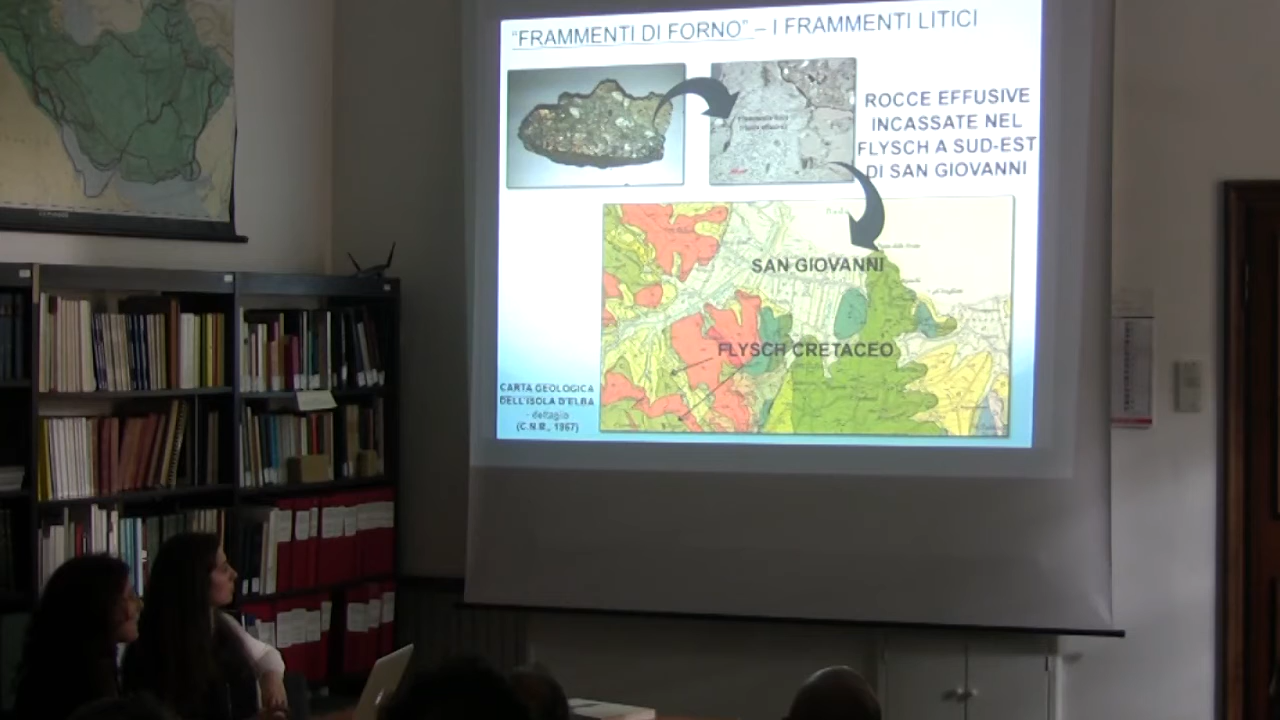 "FRAMMENTI DI FORNO" – I FRAMMENTI LITICI
ROCCE EFFUSIVE
INCASSATE NEL
FLYSCH A SUD-EST
DI SAN GIOVANNI
SAN GIOVANNI
FLYSCH CRETACEO
CARTA GEOLOGICA
DELL'ISOLA D'ELBA
- dettaglio
(C.N.R., 1967)